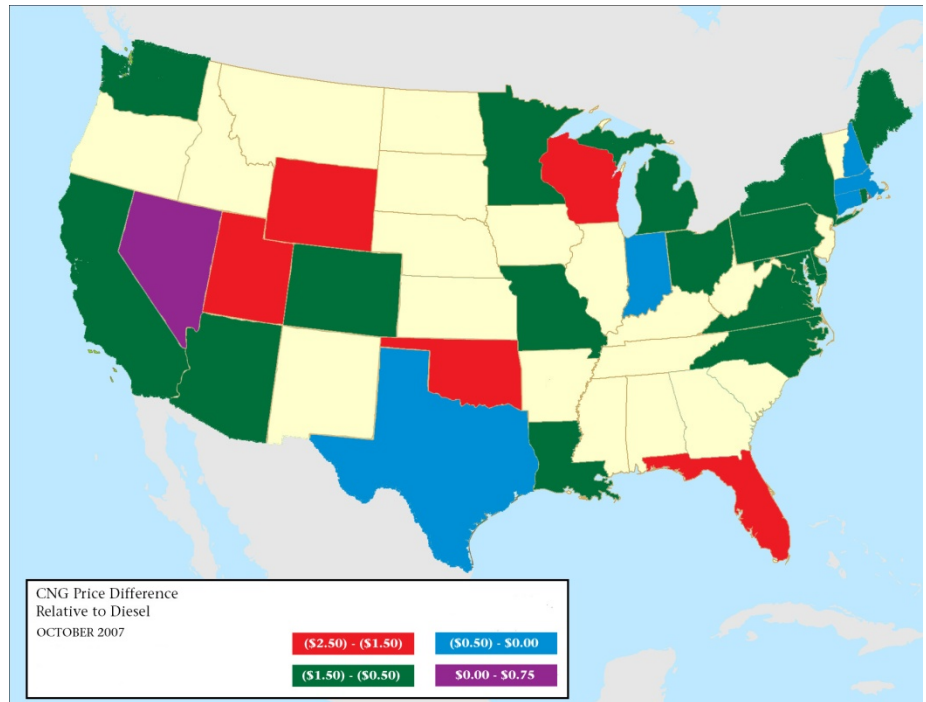 CNG Price Difference
Relative to Diesel
OCTOBER 2007
($2.50) - ($1.50)
($0.50) - $0.00
($1.50) - ($0.50)
$0.00 - $0.75